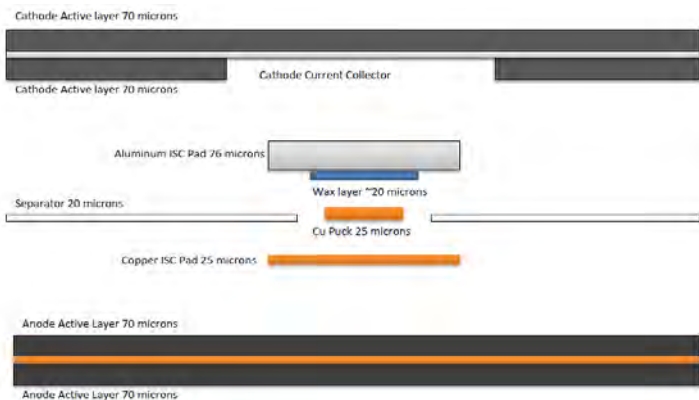 Cathode Active layer 70 microns
Cathode Current Collector
Cathode Active layer 70 microns
Aluminum ISC Pad 76 microns
Wax layer ~20 microns
Separator 20 microns
Cu Puck 25 microns
Copper ISC Pad 25 microns
Anode Active Layer 70 microns
Anode Active Layer 70 microns